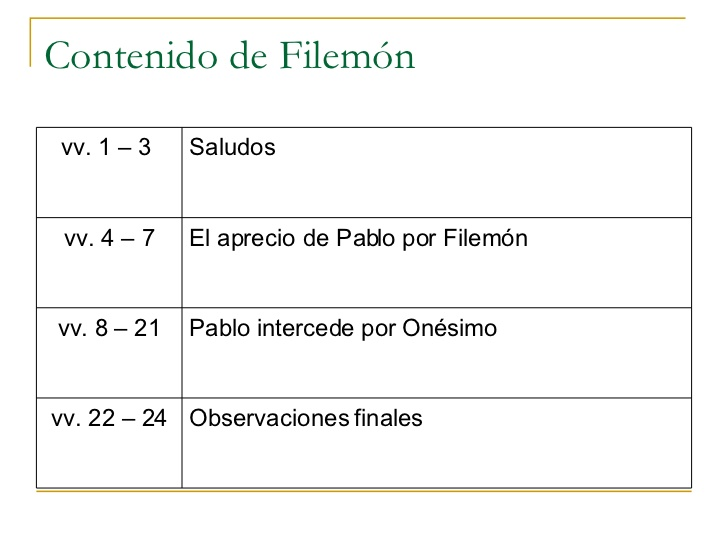 Contenido de Filemón
vv. 1 – 3 Saludos
vv. 4 – 7 El aprecio de Pablo por Filemón
vv. 8 – 21 Pablo intercede por Onésimo
vv. 22 – 24 Observaciones finales